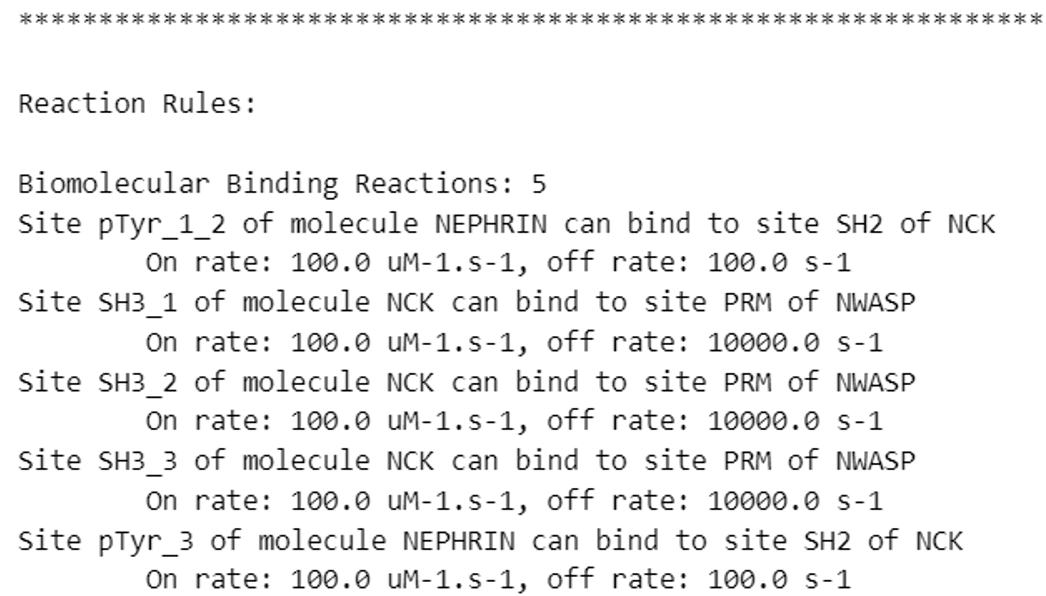 ****************************************************************
Reaction Rules:
Biomolecular Binding Reactions: 5
Site pTyr_1_2 of molecule NEPHRIN can bind to site SH2 of NCK
On rate: 100.0 uM-1.s-1, off rate: 100.0 s-1
Site SH3_1 of molecule NCK can bind to site PRM of NWASP
On rate: 100.0 uM-1.s-1, off rate: 10000.0 s-1
Site SH3_2 of molecule NCK can bind to site PRM of NWASP
On rate: 100.0 uM-1.s-1, off rate: 10000.0 s-1
Site SH3_3 of molecule NCK can bind to site PRM of NWASP
On rate: 100.0 uM-1.s-1, off rate: 10000.0 s-1
Site pTyr_3 of molecule NEPHRIN can bind to site SH2 of NCK
On rate: 100.0 uM-1.s-1, off rate: 100.0 s-1